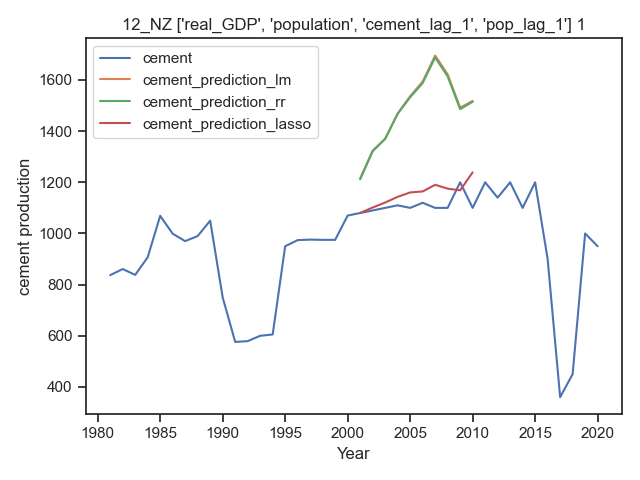 12_NZ ['real_GDP', 'population', 'cement_lag_1', 'pop_lag_1'] 1
cement
cement_prediction_lm
cement_prediction_rr
cement_prediction_lasso
cement production
1600
1400
1200
1000
800
600
400
1980 1985 1990 1995 2000 2005 2010 2015 2020
Year